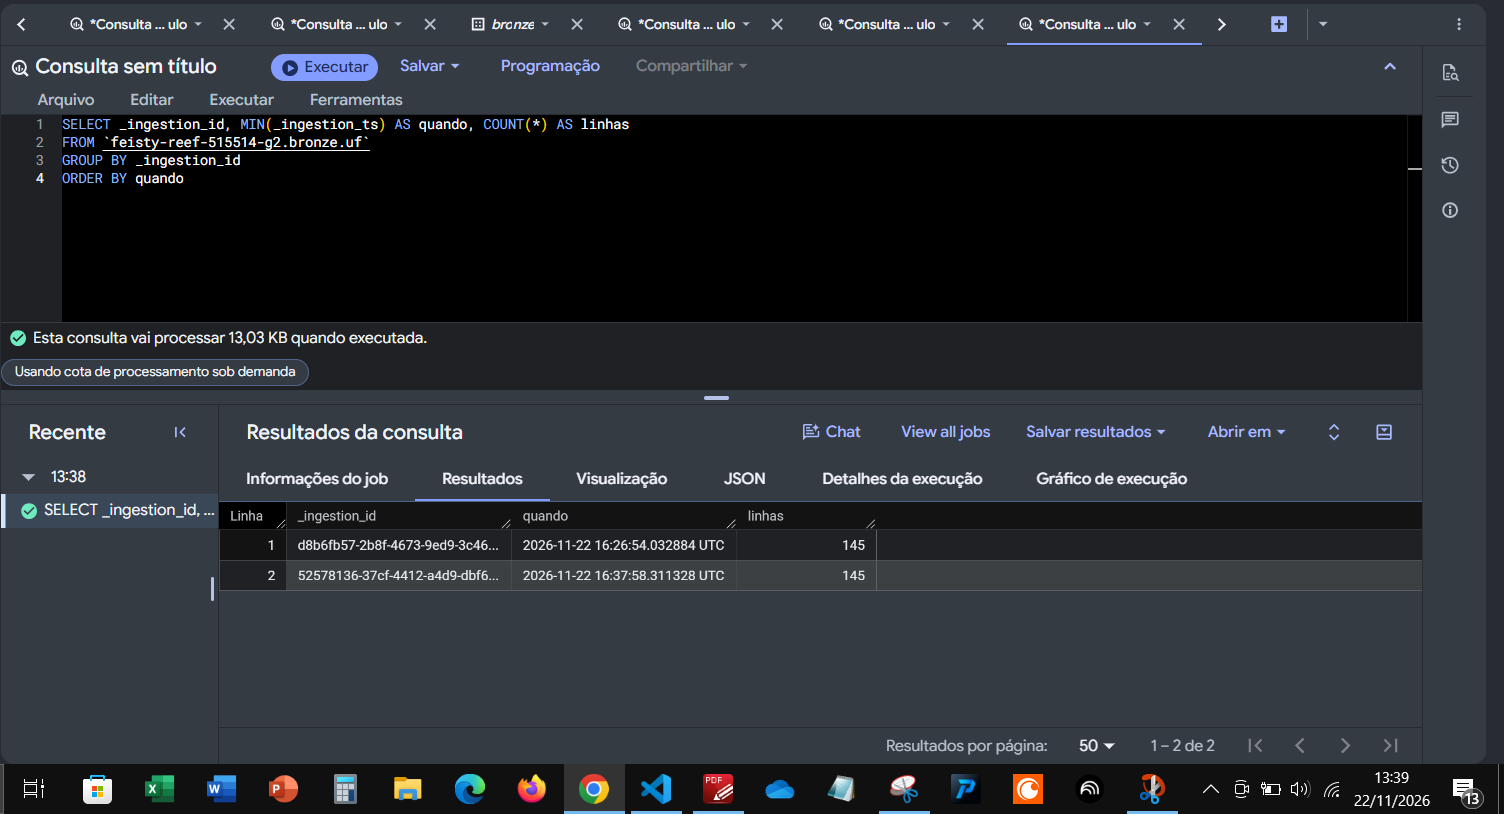 *Consulta ... ulo
*Consulta ... ulo
bronze
*Consulta ... ulo
*Consulta ... ulo
*Consulta ... ulo
Consulta sem título
Executar
Salvar
Programação
Compartilhar
Arquivo
Editar
Executar
Ferramentas
1 SELECT _ingestion_id, MIN(_ingestion_ts) AS quando, COUNT(*) AS linhas
2 FROM `feisty-reef-515514-g2.bronze.uf`
3 GROUP BY _ingestion_id
4 ORDER BY quando
Esta consulta vai processar 13,03 KB quando executada.
Usando cota de processamento sob demanda
Recente
13:38
SELECT _ingestion_id, ...
Resultados da consulta
Chat
View all jobs
Salvar resultados
Abrir em
Informações do job
Resultados
Visualização
JSON
Detalhes da execução
Gráfico de execução
Linha _ingestion_id quando linhas
1 d8b6fb57-2b8f-4673-9ed9-3c46... 2026-11-22 16:26:54.032884 UTC 145
2 52578136-37cf-4412-a4d9-dbf6... 2026-11-22 16:37:58.311328 UTC 145
Resultados por página: 50 1 – 2 de 2
PDF
13:39
22/11/2026
13